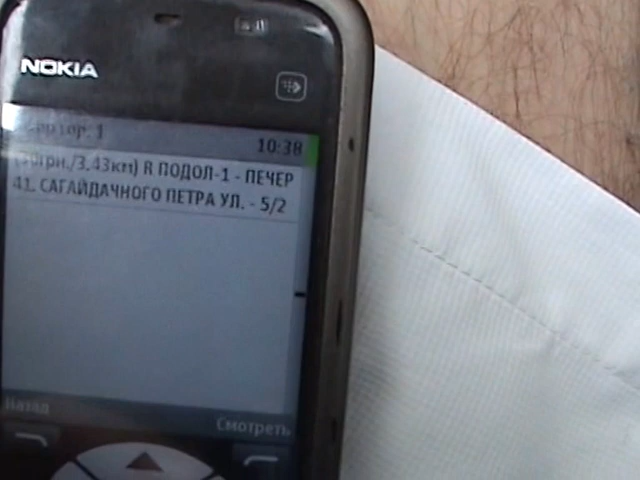 NOKIA
10:38
3,43км) R ПОДОЛ-1 - ПЕЧЕР
41. САГАЙДАЧНОГО ПЕТРА УЛ. - 5/2
Назад
Смотреть